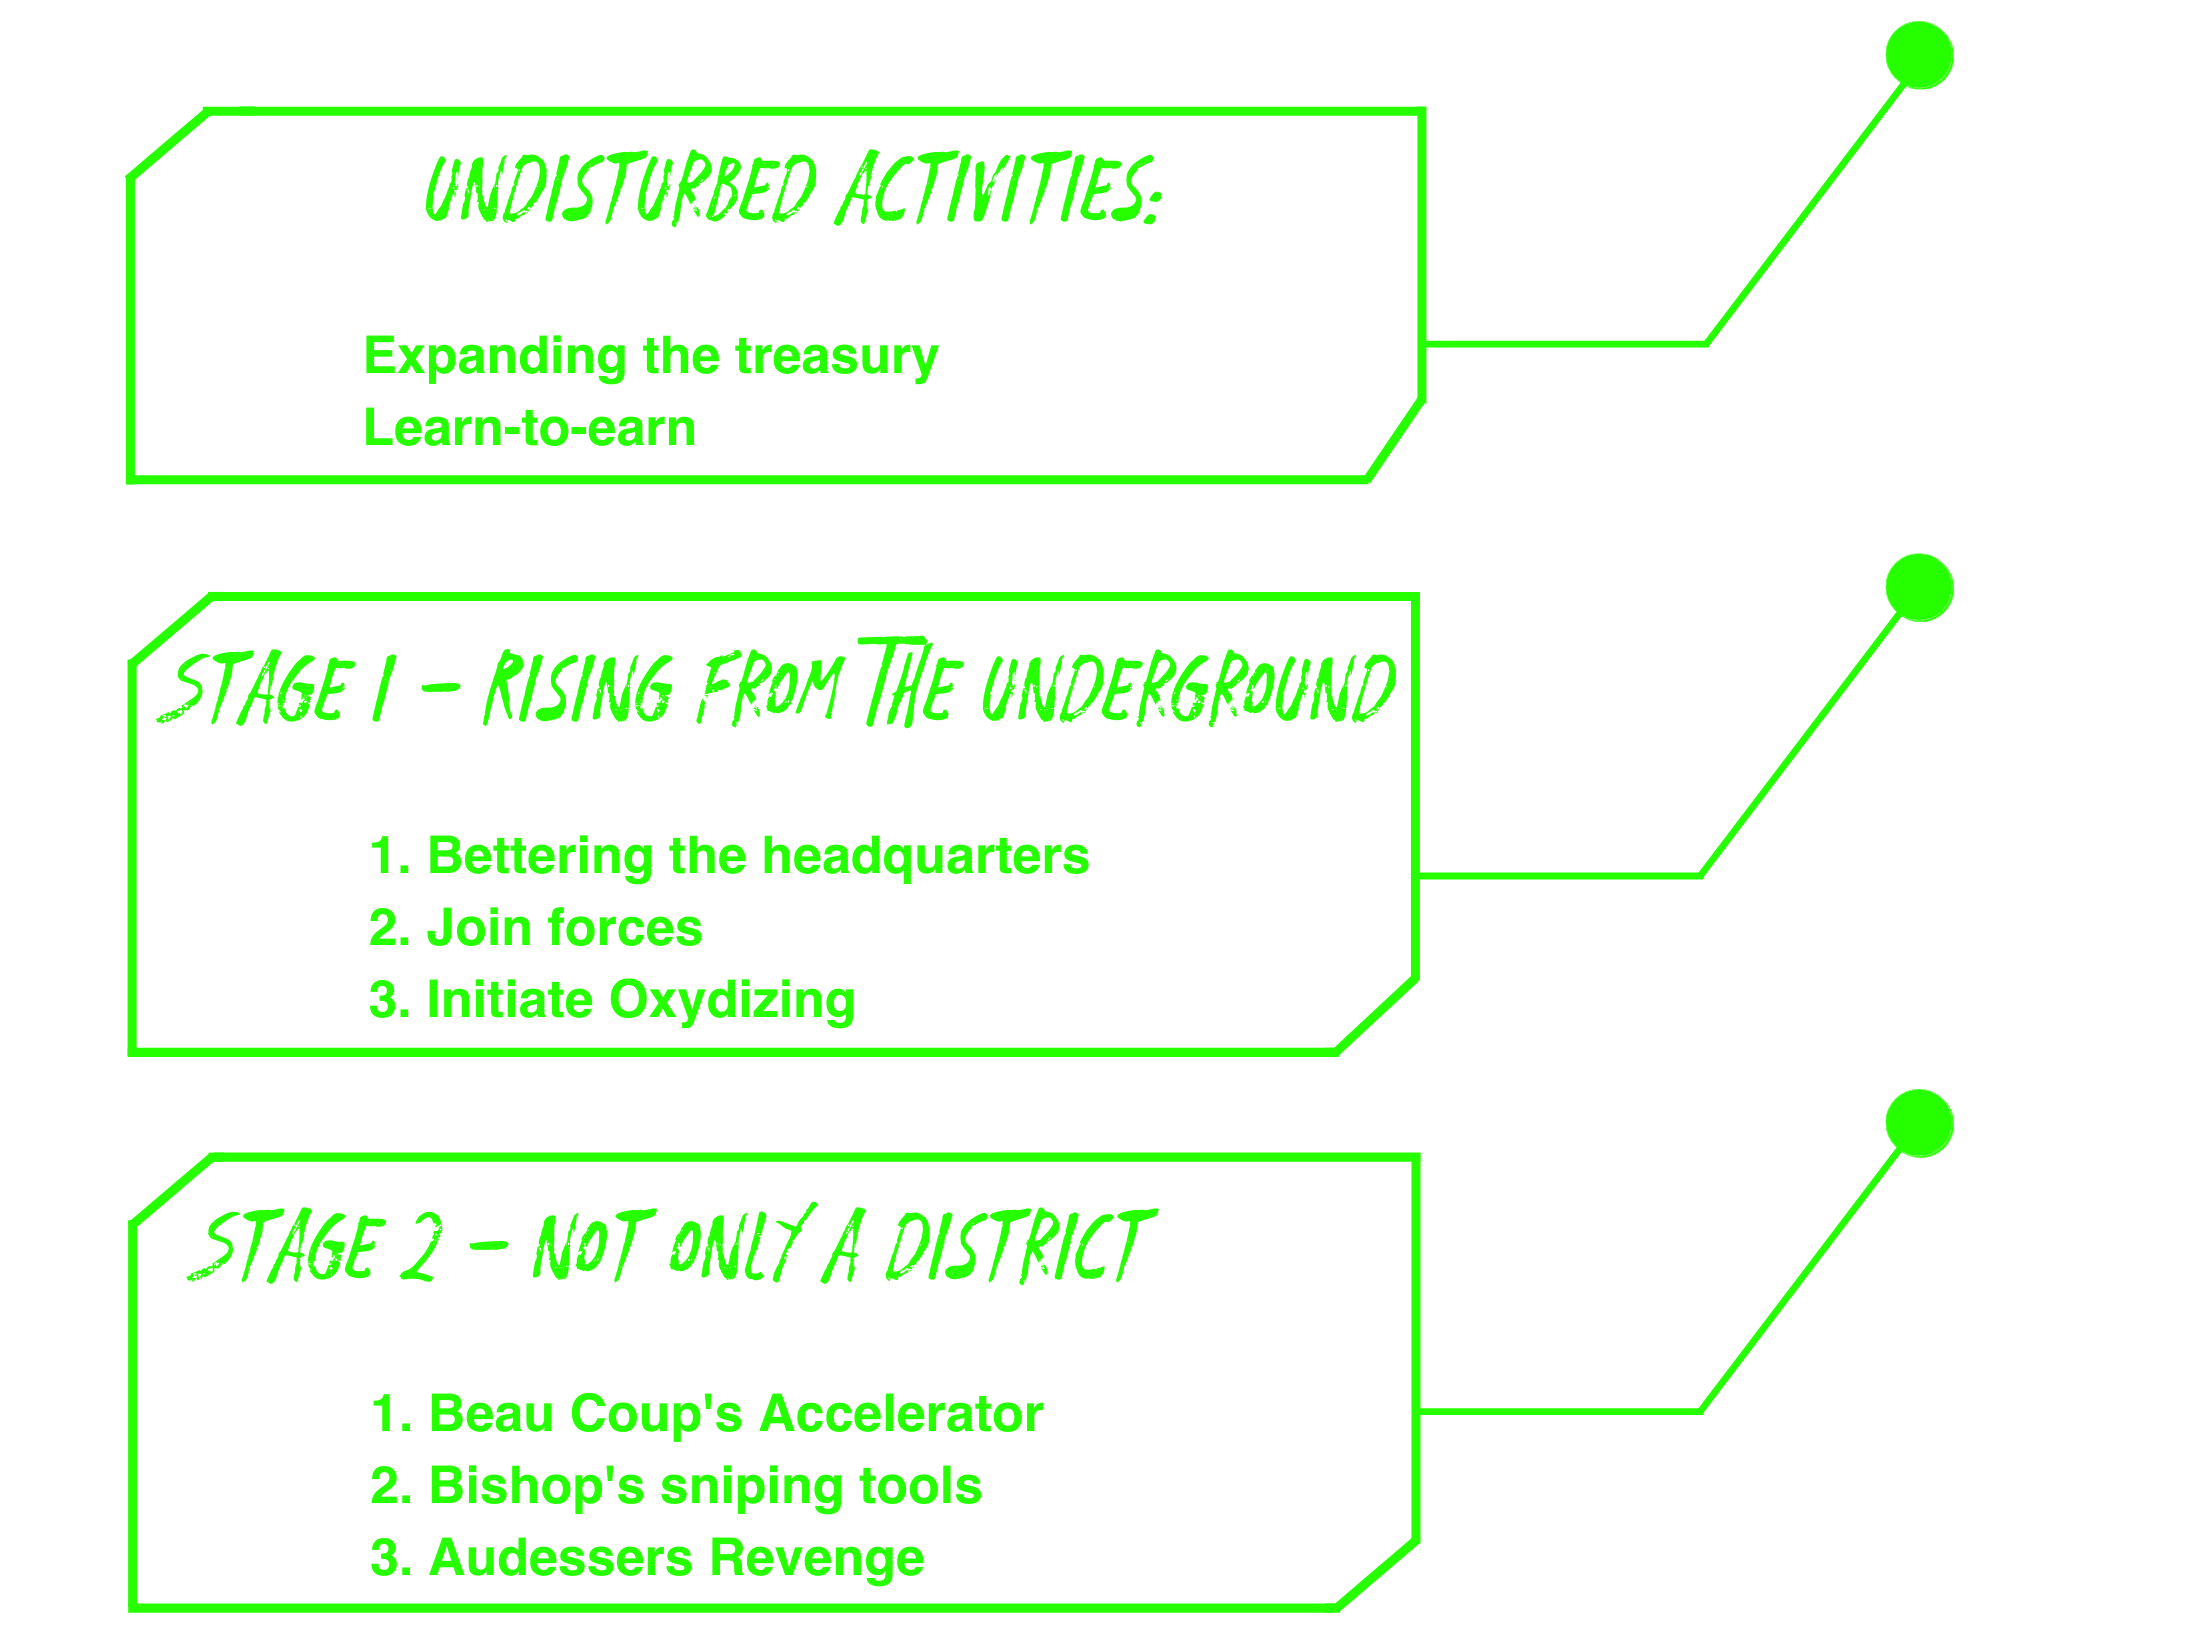 UNDISTURBED ACTIVITIES:
Expanding the treasury
Learn-to-earn
STAGE 1 - RISING FROM THE UNDERGROUND
1. Bettering the headquarters
2. Join forces
3. Initiate Oxydizing
STAGE 2 - NOT ONLY A DISTRICT
1. Beau Coup's Accelerator
2. Bishop's sniping tools
3. Audessers Revenge